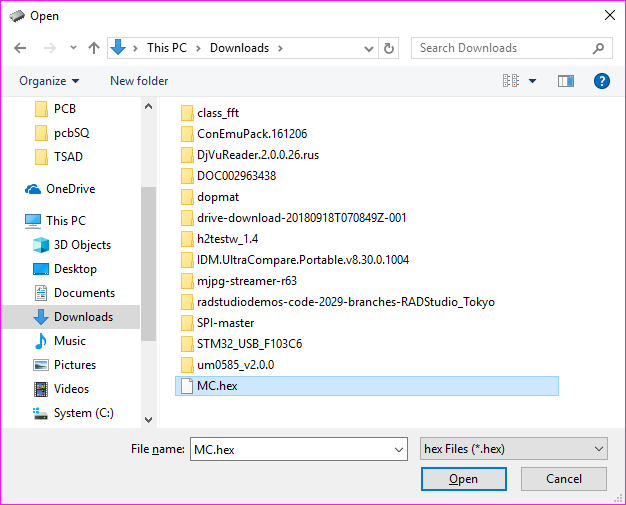 Open
This PC > Downloads >
Search Downloads
Organize
New folder
?
PCB
pcbSQ
TSAD
OneDrive
This PC
3D Objects
Desktop
Documents
Downloads
Music
Pictures
Videos
System (C:)
class_fft
ConEmuPack.161206
DjVuReader.2.0.0.26.rus
DOC002963438
dopmat
drive-download-20180918T070849Z-001
h2testw_1.4
IDM.UltraCompare.Portable.v8.30.0.1004
mjpg-streamer-r63
radstudiodemos-code-2029-branches-RADStudio_Tokyo
SPI-master
STM32_USB_F103C6
um0585_v2.0.0
MC.hex
File name:
MC.hex
hex Files (*.hex)
Open
Cancel